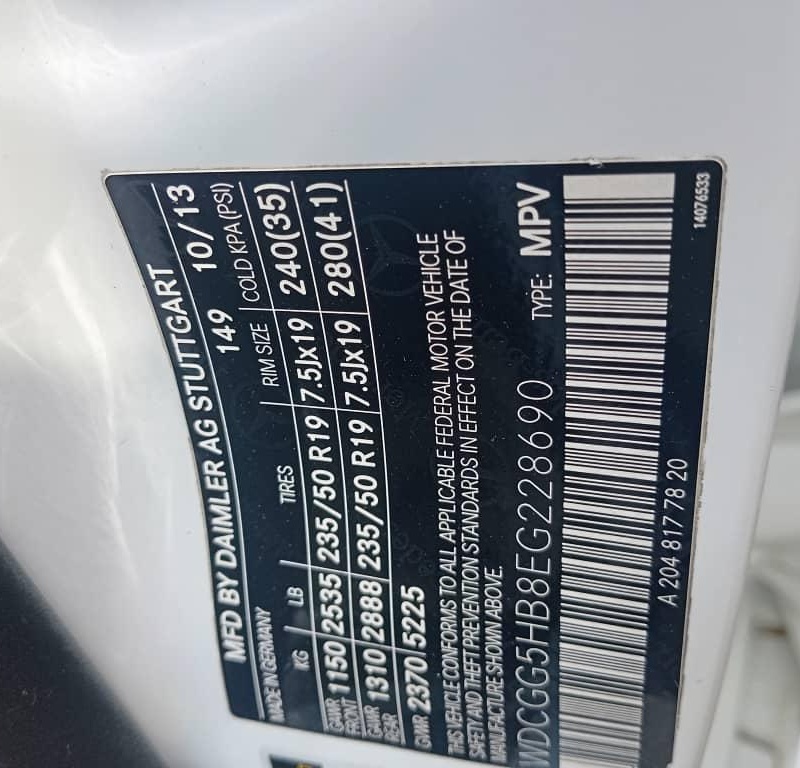 MFD BY DAIMLER AG STUTTGART
MADE IN GERMANY 149 10/13
KG LB TIRES RIM SIZE COLD KPA(PSI)
GAWR FRONT 1150 2535 235/50 R19 7.5Jx19 240(35)
GAWR REAR 1310 2888 235/50 R19 7.5Jx19 280(41)
GVWR 2370 5225
THIS VEHICLE CONFORMS TO ALL APPLICABLE FEDERAL MOTOR VEHICLE
SAFETY AND THEFT PREVENTION STANDARDS IN EFFECT ON THE DATE OF
MANUFACTURE SHOWN ABOVE.
WDCGG5HB8EG228690 TYPE: MPV
A 204 817 78 20
14076533